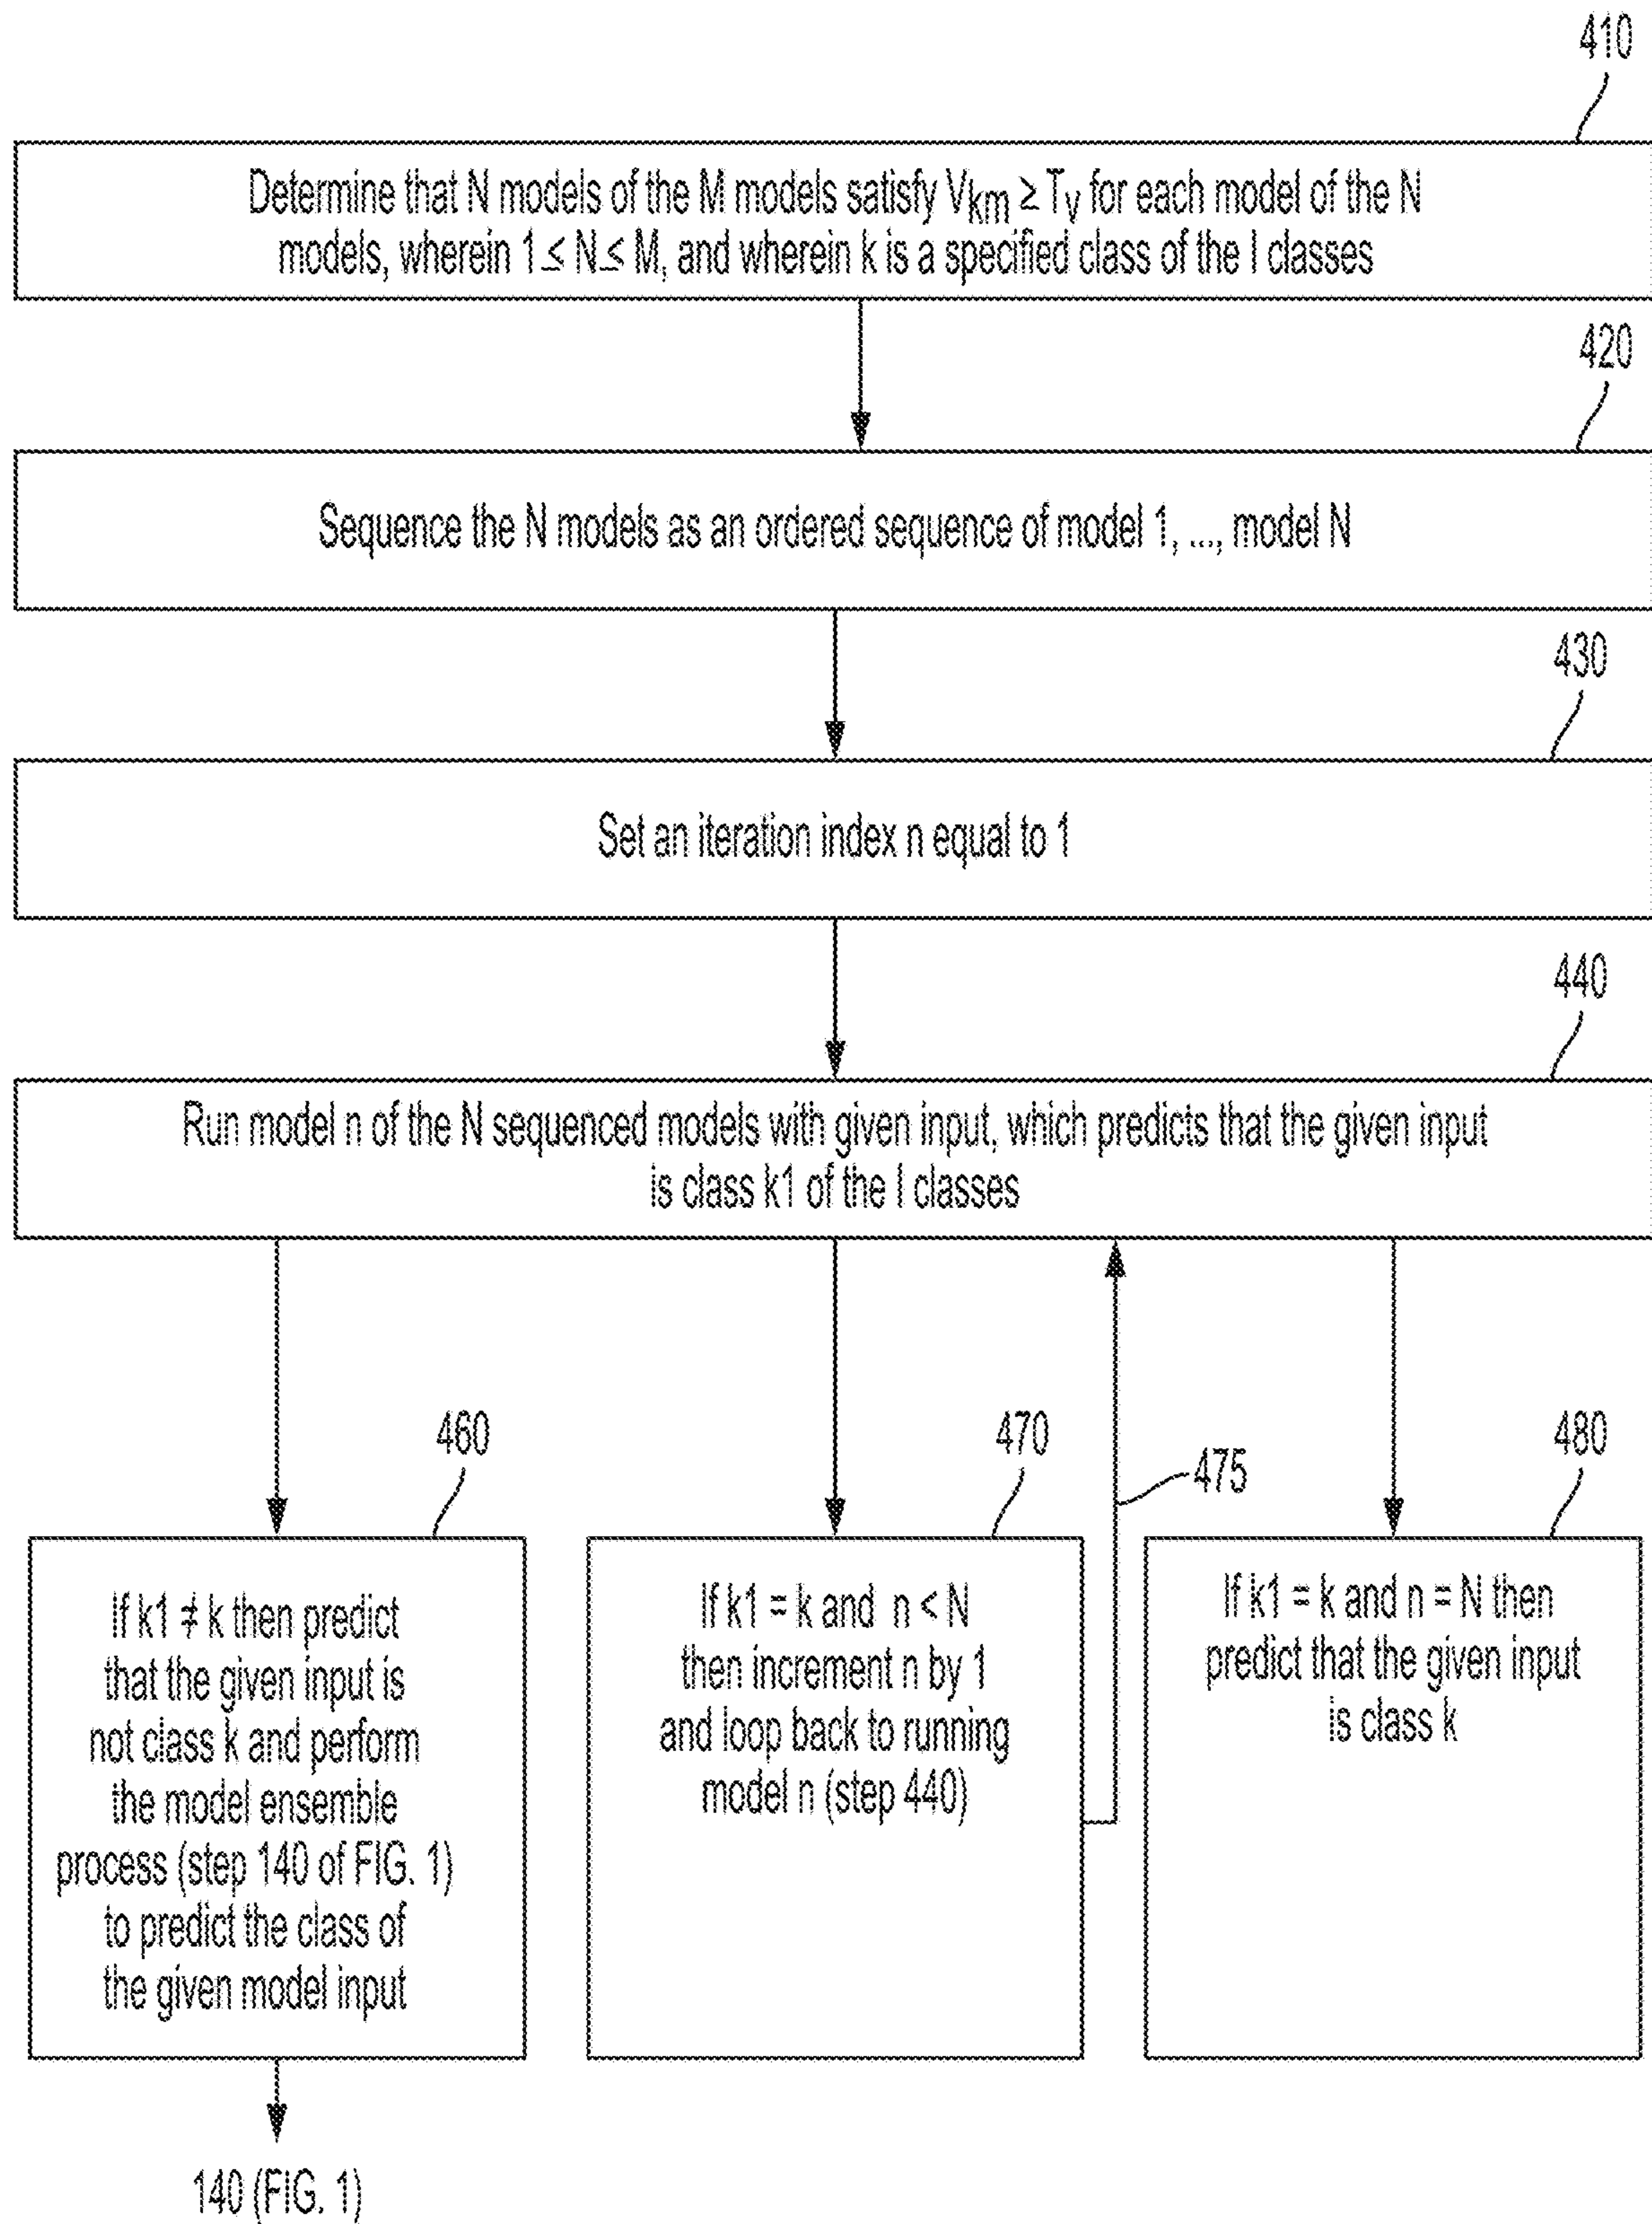 410
Determine that N models of the M models satisfy Vkm ≥ Tv for each model of the N
models, wherein 1 ≤ N ≤ M, and wherein k is a specified class of the I classes
420
Sequence the N models as an ordered sequence of model 1, ..., model N
430
Set an iteration index n equal to 1
440
Run model n of the N sequenced models with given input, which predicts that the given input
is class k1 of the I classes
460
If k1 ≠ k then predict
that the given input is
not class k and perform
the model ensemble
process (step 140 of FIG. 1)
to predict the class of
the given model input
470
If k1 = k and n < N
then increment n by 1
and loop back to running
model n (step 440)
475
480
If k1 = k and n = N then
predict that the given input
is class k
140 (FIG. 1)